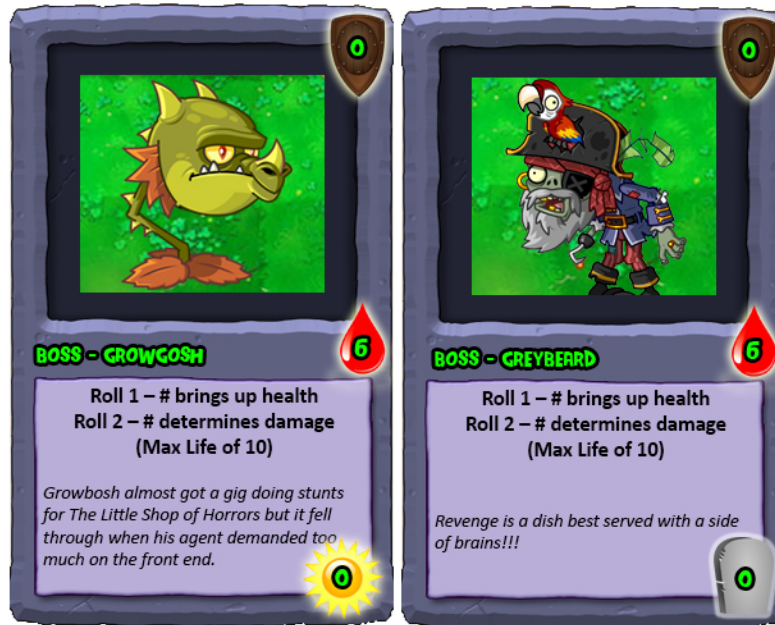 0
6
BOSS - GROWGOSH
Roll 1 – # brings up health
Roll 2 – # determines damage
(Max Life of 10)
Growbosh almost got a gig doing stunts
for The Little Shop of Horrors but it fell
through when his agent demanded too
much on the front end.
0
0
6
BOSS - GREYBEARD
Roll 1 – # brings up health
Roll 2 – # determines damage
(Max Life of 10)
Revenge is a dish best served with a side
of brains!!!
0